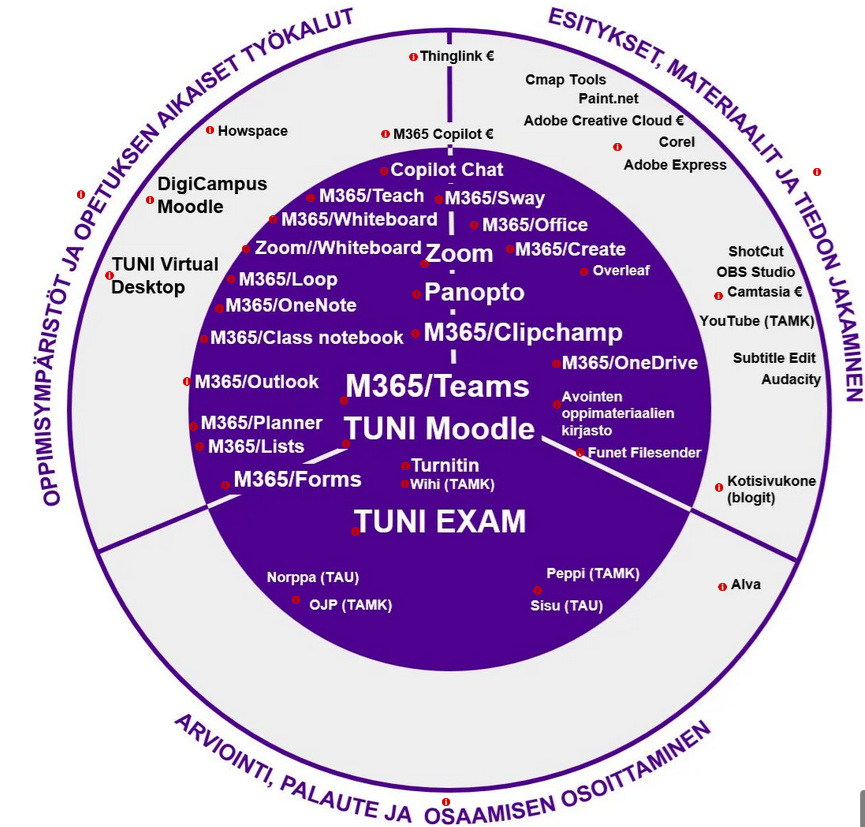 OPPIMISYMPÄRISTÖT JA OPETUKSEN AIKAISET TYÖKALUT
ESITYKSET, MATERIAALIT JA TIEDON JAKAMINEN
Thinglink €
Cmap Tools
Paint.net
Adobe Creative Cloud €
Corel
Adobe Express
Howspace
M365 Copilot €
DigiCampus
Moodle
TUNI Virtual
Desktop
Copilot Chat
M365/Teach
M365/Sway
M365/Whiteboard
M365/Office
Zoom//Whiteboard
Zoom
M365/Create
Overleaf
M365/Loop
Panopto
M365/OneNote
M365/Class notebook
M365/Clipchamp
ShotCut
OBS Studio
Camtasia €
YouTube (TAMK)
Subtitle Edit
Audacity
M365/OneDrive
M365/Outlook
M365/Teams
Avointen
oppimateriaalien
kirjasto
M365/Planner
TUNI Moodle
M365/Lists
Funet Filesender
Turnitin
M365/Forms
Wihi (TAMK)
Kotisivukone
(blogit)
TUNI EXAM
Norppa (TAU)
OJP (TAMK)
Peppi (TAMK)
Sisu (TAU)
Alva
ARVIOINTI, PALAUTE JA OSAAMISEN OSOITTAMINEN